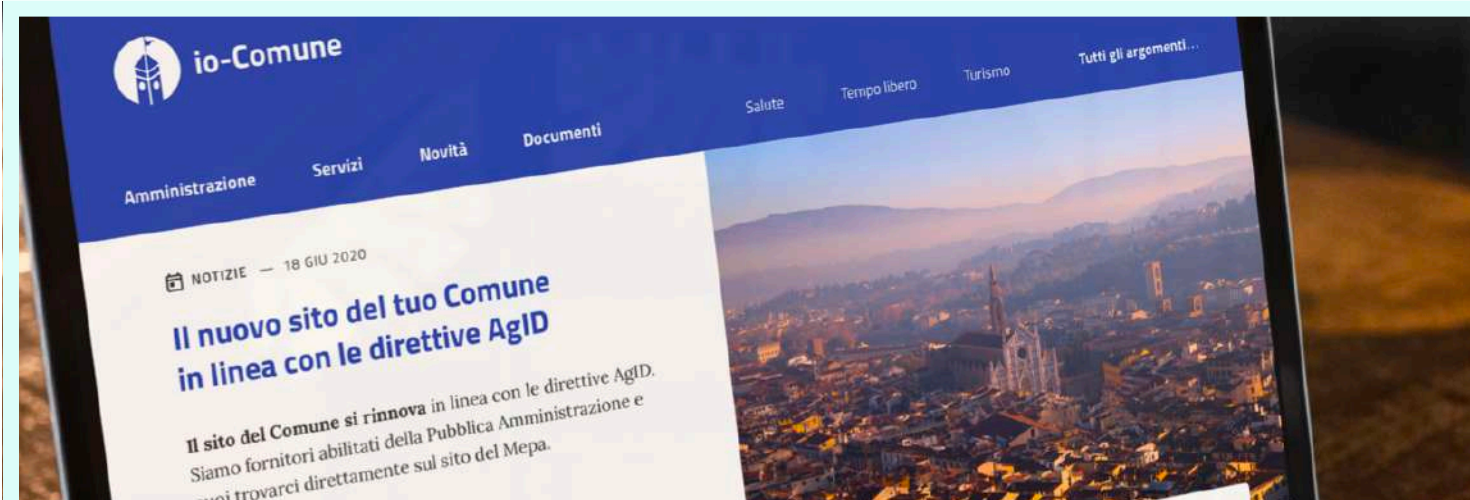 io-Comune
Salute Tempo libero Turismo Tutti gli argomenti...
Amministrazione Servizi Novità Documenti
NOTIZIE — 18 GIU 2020
Il nuovo sito del tuo Comune
in linea con le direttive AgID
Il sito del Comune si rinnova in linea con le direttive AgID.
Siamo fornitori abilitati della Pubblica Amministrazione e
trovarci direttamente sul sito del Mepa.